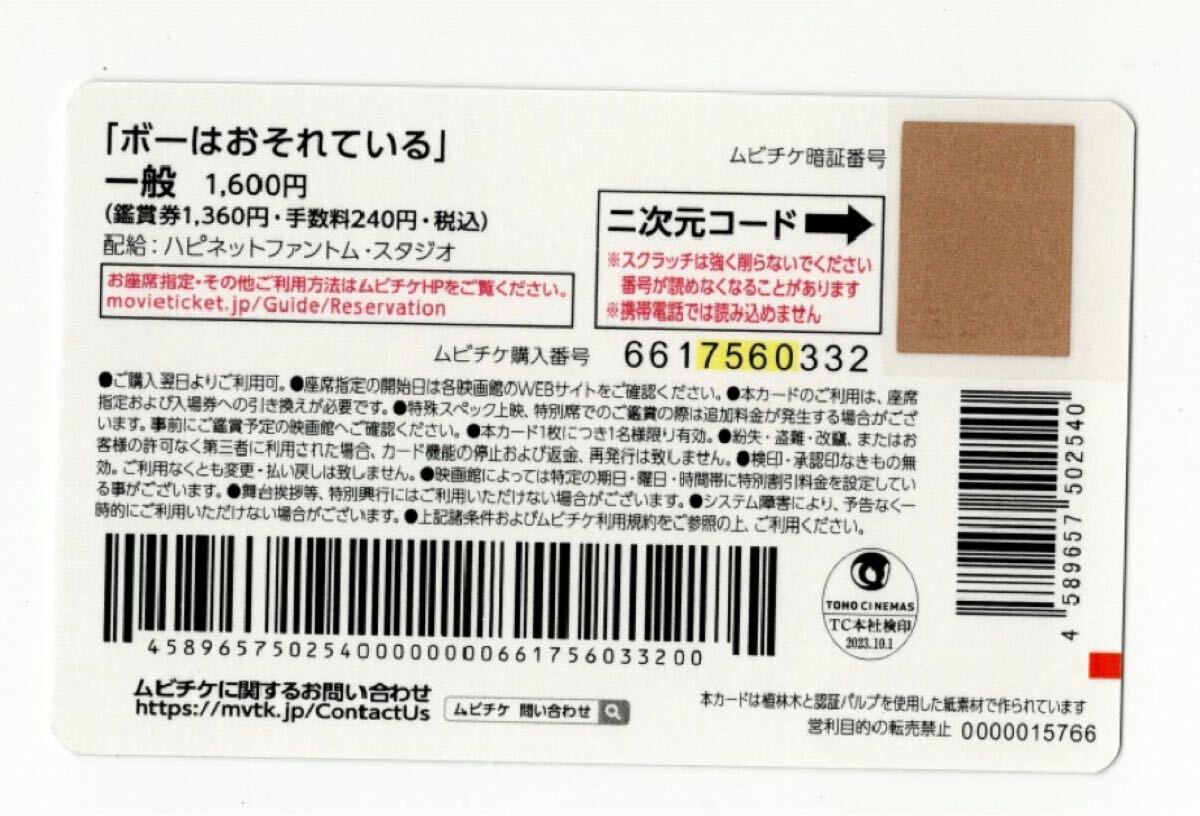 「ボーはおそれている」
一般 1,600円
(鑑賞券1,360円・手数料240円・税込)
配給:ハピネットファントム・スタジオ
お座席指定・その他ご利用方法はムビチケHPをご覧ください。
movieticket.jp/Guide/Reservation
ムビチケ暗証番号
二次元コード
※スクラッチは強く削らないでください
番号が読めなくなることがあります
※携帯電話では読み込めません
ムビチケ購入番号 6617560332
●ご購入翌日よりご利用可。●座席指定の開始日は各映画館のWEBサイトをご確認ください。●本カードのご利用は、座席
指定および入場券への引き換えが必要です。●特殊スペック上映、特別席でのご鑑賞の際は追加料金が発生する場合がござ
います。事前にご鑑賞予定の映画館へご確認ください。●本カード1枚につき1名様限り有効。●紛失・盗難・改竄、またはお
客様の許可なく第三者に利用された場合、カード機能の停止および返金、再発行は致しません。●検印・承認印なきもの無
効。ご利用なくとも変更・払い戻しは致しません。●映画館によっては特定の期日・曜日・時間帯に特別割引料金を設定してい
る事がございます。●舞台挨拶等、特別興行にはご利用いただけない場合がございます。●システム障害により、予告なく一
時的にご利用いただけない場合がございます。●上記諸条件およびムビチケ利用規約をご参照の上、ご利用ください。
4589657502540
458965750254000000000661756033200
TOHO CINEMAS
TC本社検印
2023.10.1
ムビチケに関するお問い合わせ
https://mvtk.jp/ContactUs
ムビチケ 問い合わせ
本カードは植林木と認証パルプを使用した紙素材で作られています
営利目的の転売禁止 0000015766